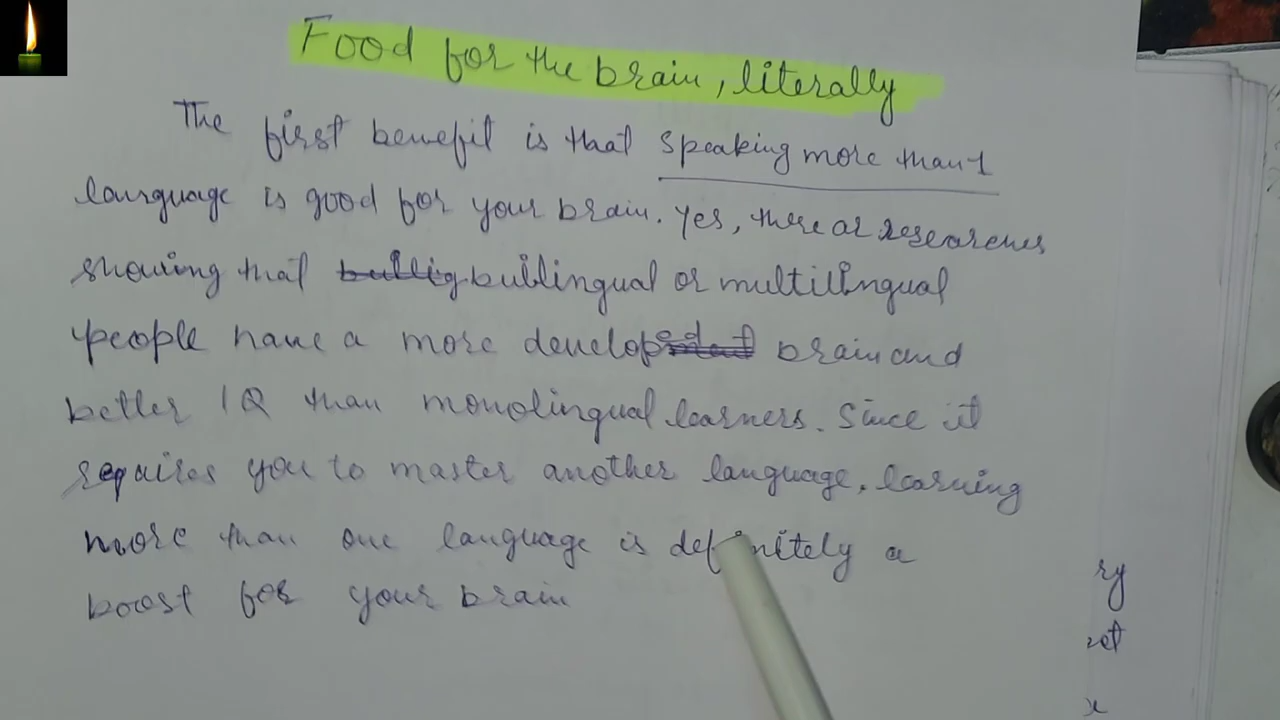 Food for the brain, literally
The first benefit is that speaking more than 1
language is good for your brain. Yes, there ar researches
showing that bullingual or multilingual
people have a more develop brain and
better IQ than monolingual learners. Since it
requires you to master another language, learning
more than one language is definitely a
boost for your brain
ry
x